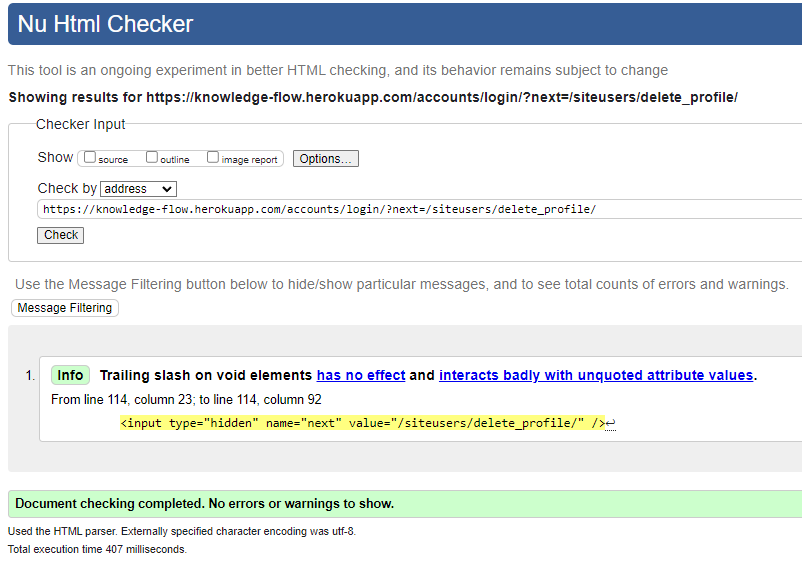 Nu Html Checker
This tool is an ongoing experiment in better HTML checking, and its behavior remains subject to change
Showing results for https://knowledge-flow.herokuapp.com/accounts/login/?next=/siteusers/delete_profile/
Checker Input
Show source outline image report Options...
Check by address
https://knowledge-flow.herokuapp.com/accounts/login/?next=/siteusers/delete_profile/
Check
Use the Message Filtering button below to hide/show particular messages, and to see total counts of errors and warnings.
Message Filtering
1. Info Trailing slash on void elements has no effect and interacts badly with unquoted attribute values.
From line 114, column 23; to line 114, column 92
<input type="hidden" name="next" value="/siteusers/delete_profile/" />↩
Document checking completed. No errors or warnings to show.
Used the HTML parser. Externally specified character encoding was utf-8.
Total execution time 407 milliseconds.